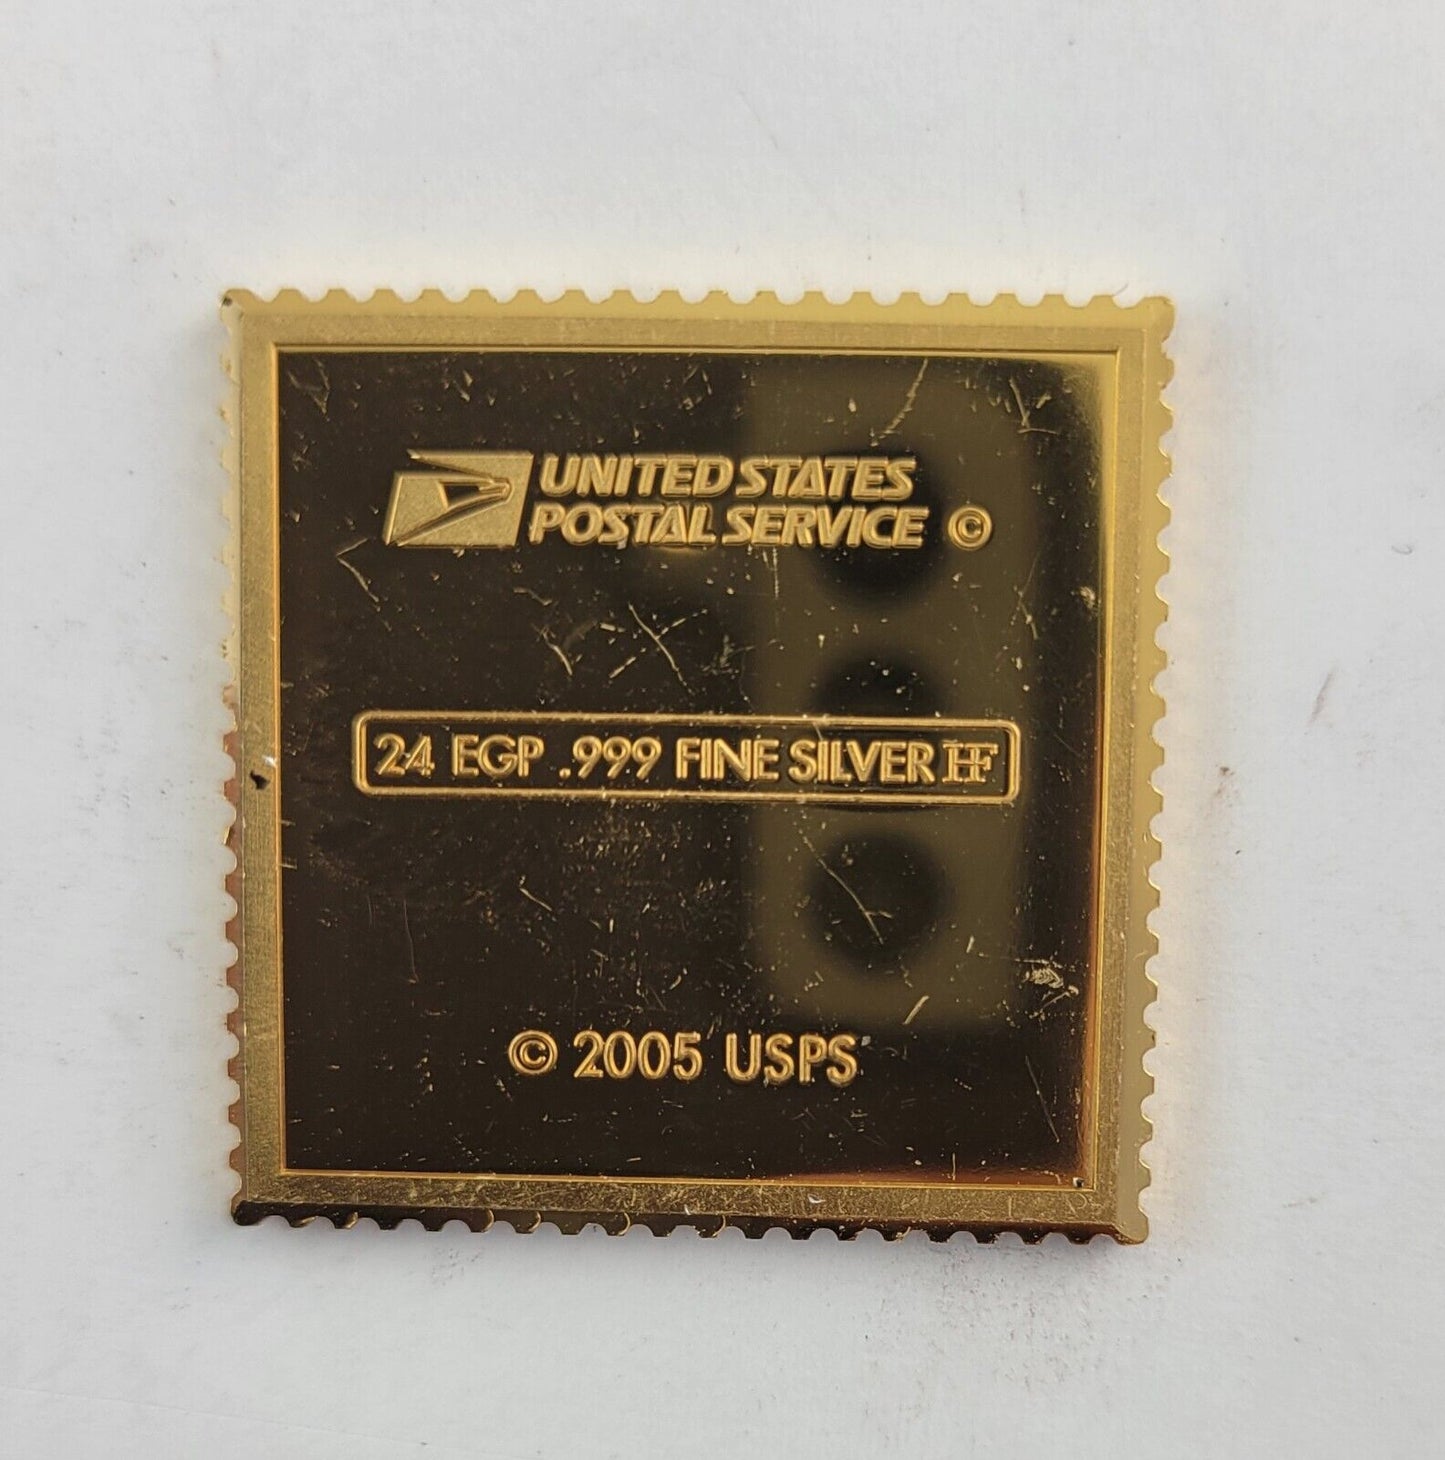 UNITED STATES
POSTAL SERVICE ©
24 EGP .999 FINE SILVER HF
© 2005 USPS